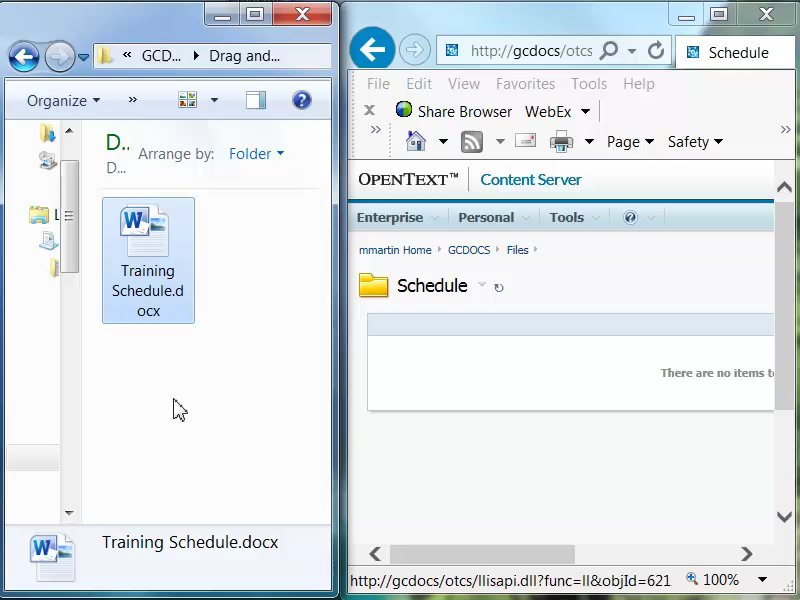 « GCD... Drag and...
Organize »
D..
D...
Arrange by: Folder
Training
Schedule.d
ocx
Training Schedule.docx
http://gcdocs/otcs
Schedule
File Edit View Favorites Tools Help
Share Browser WebEx
» Page Safety »
OPENTEXT™ Content Server
Enterprise Personal Tools
mmartin Home GCDOCS Files
Schedule
There are no items t
http://gcdocs/otcs/llisapi.dll?func=ll&objId=621 100%